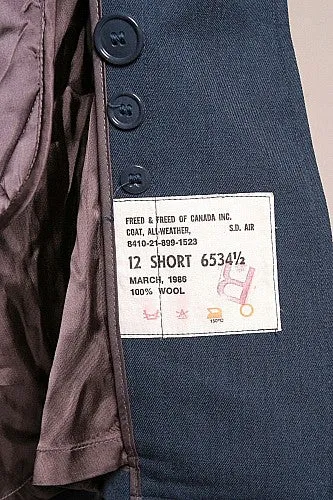 FREED & FREED OF CANADA INC.
COAT, ALL-WEATHER, S.D. AIR
8410-21-899-1523
12 SHORT 6534½
MARCH, 1986
100% WOOL
150°C